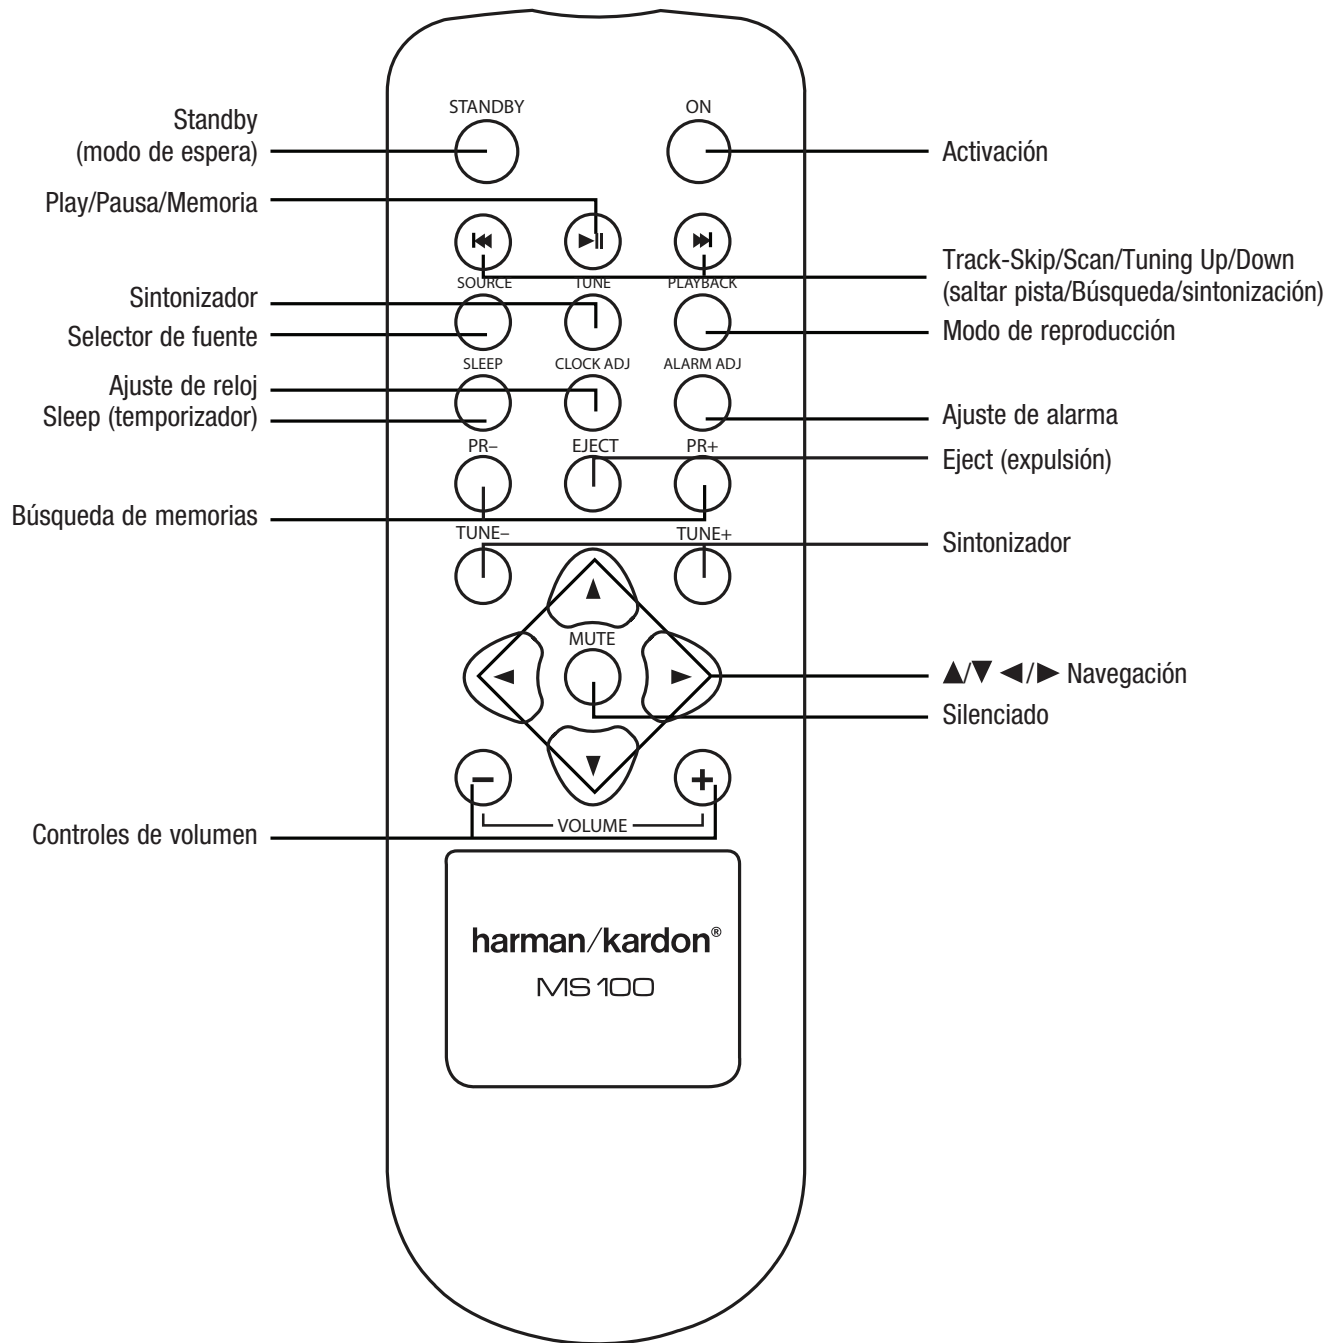 STANDBY ON
Standby
(modo de espera)
Activación
Play/Pausa/Memoria
Track-Skip/Scan/Tuning Up/Down
(saltar pista/Búsqueda/sintonización)
SOURCE TUNE PLAYBACK
Sintonizador
Selector de fuente
Modo de reproducción
SLEEP CLOCK ADJ ALARM ADJ
Ajuste de reloj
Sleep (temporizador)
Ajuste de alarma
PR– EJECT PR+
Eject (expulsión)
Búsqueda de memorias
TUNE– TUNE+
Sintonizador
MUTE
▲/▼ ◄/► Navegación
Silenciado
– +
VOLUME
Controles de volumen
harman/kardon®
MS 100